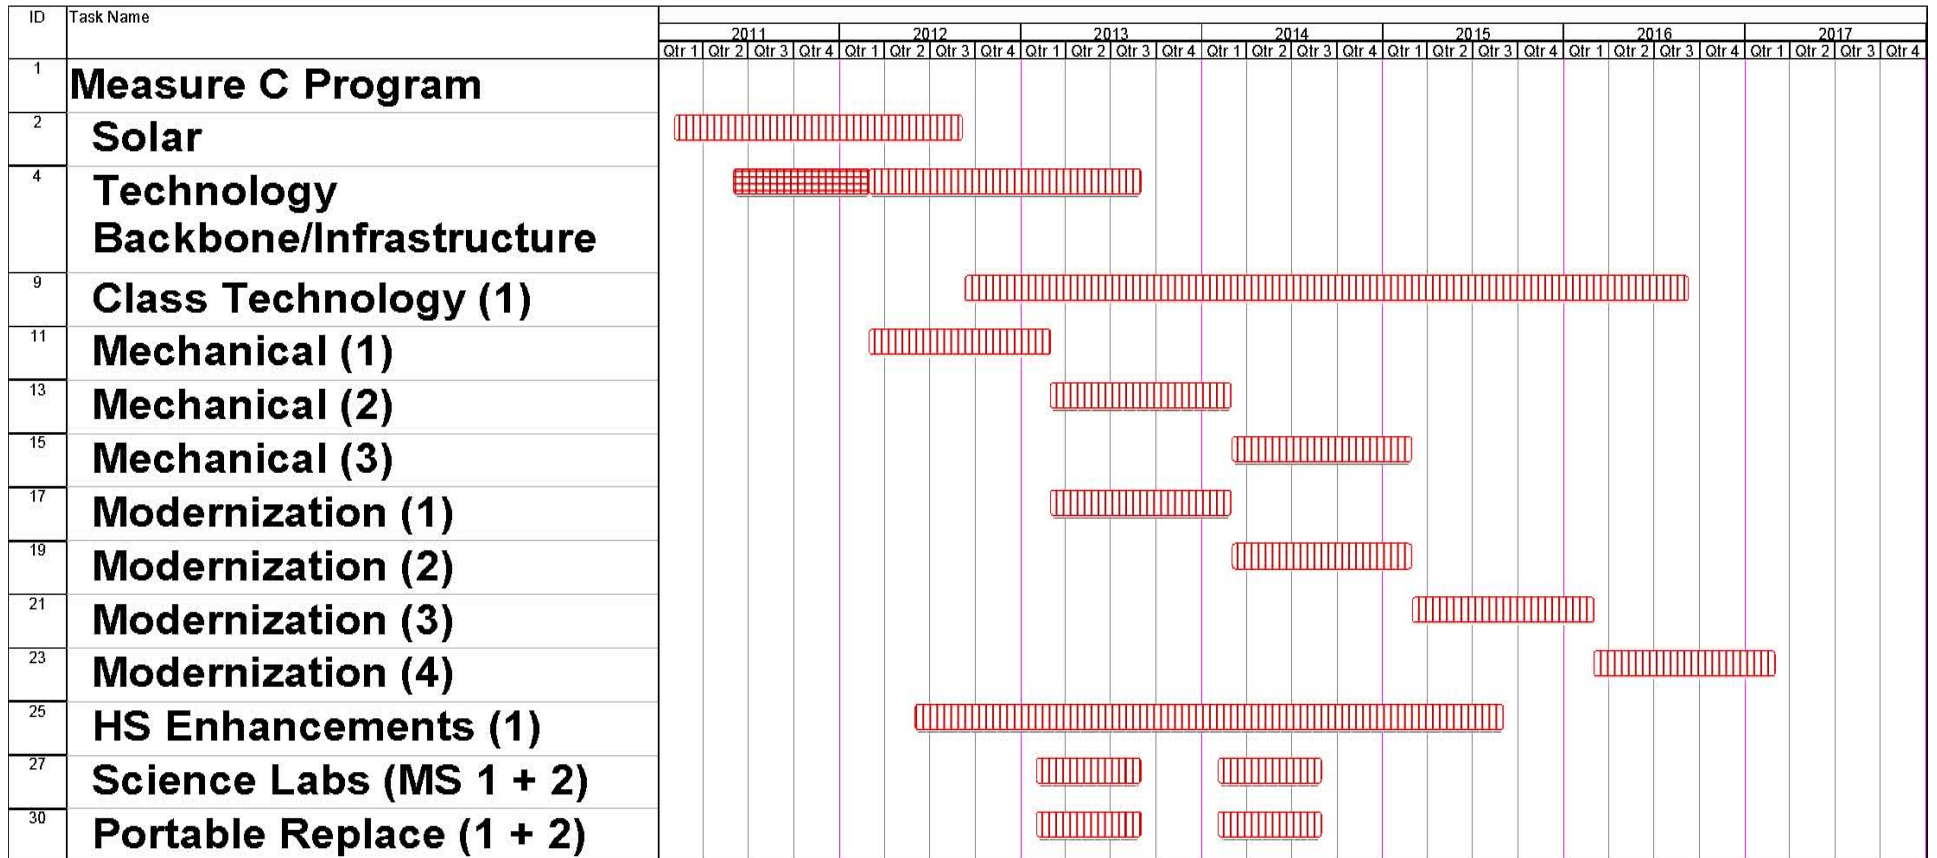 ID Task Name
2011 2012 2013 2014 2015 2016 2017
Qtr 1 Qtr 2 Qtr 3 Qtr 4 Qtr 1 Qtr 2 Qtr 3 Qtr 4 Qtr 1 Qtr 2 Qtr 3 Qtr 4 Qtr 1 Qtr 2 Qtr 3 Qtr 4 Qtr 1 Qtr 2 Qtr 3 Qtr 4 Qtr 1 Qtr 2 Qtr 3 Qtr 4 Qtr 1 Qtr 2 Qtr 3 Qtr 4
1 Measure C Program
2 Solar
4 Technology
Backbone/Infrastructure
9 Class Technology (1)
11 Mechanical (1)
13 Mechanical (2)
15 Mechanical (3)
17 Modernization (1)
19 Modernization (2)
21 Modernization (3)
23 Modernization (4)
25 HS Enhancements (1)
27 Science Labs (MS 1 + 2)
30 Portable Replace (1 + 2)